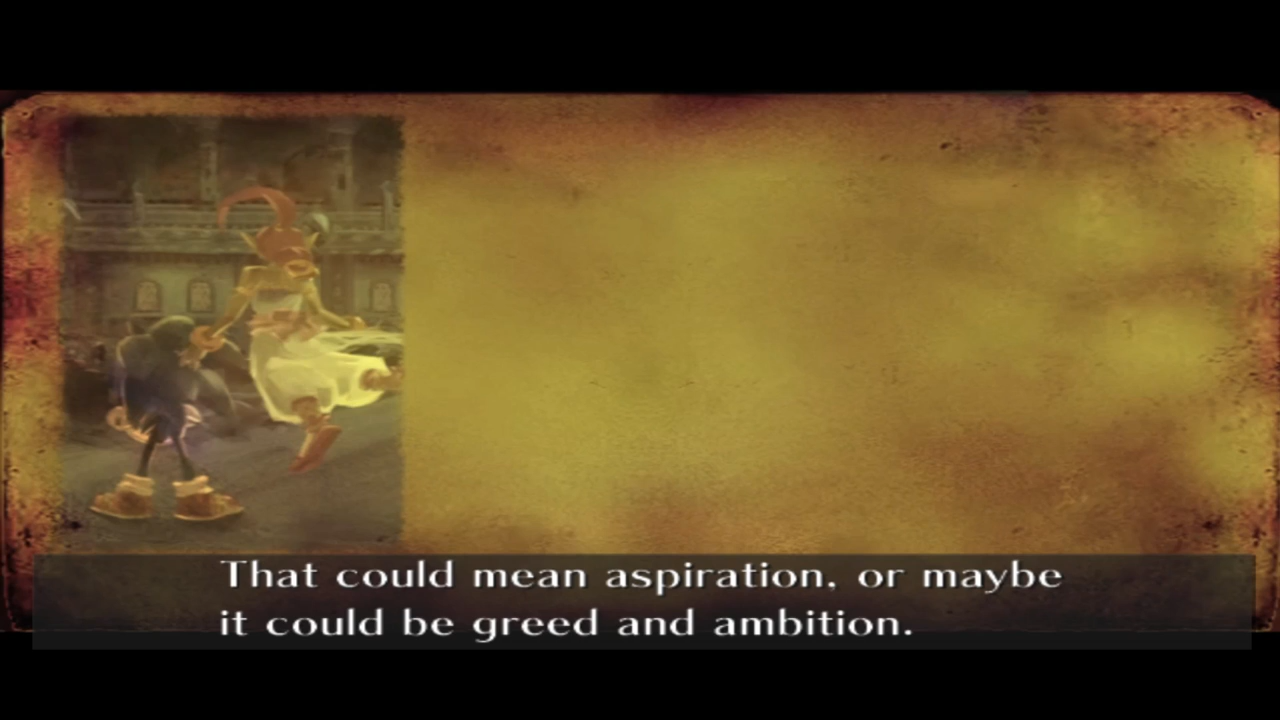 That could mean aspiration, or maybe
it could be greed and ambition.